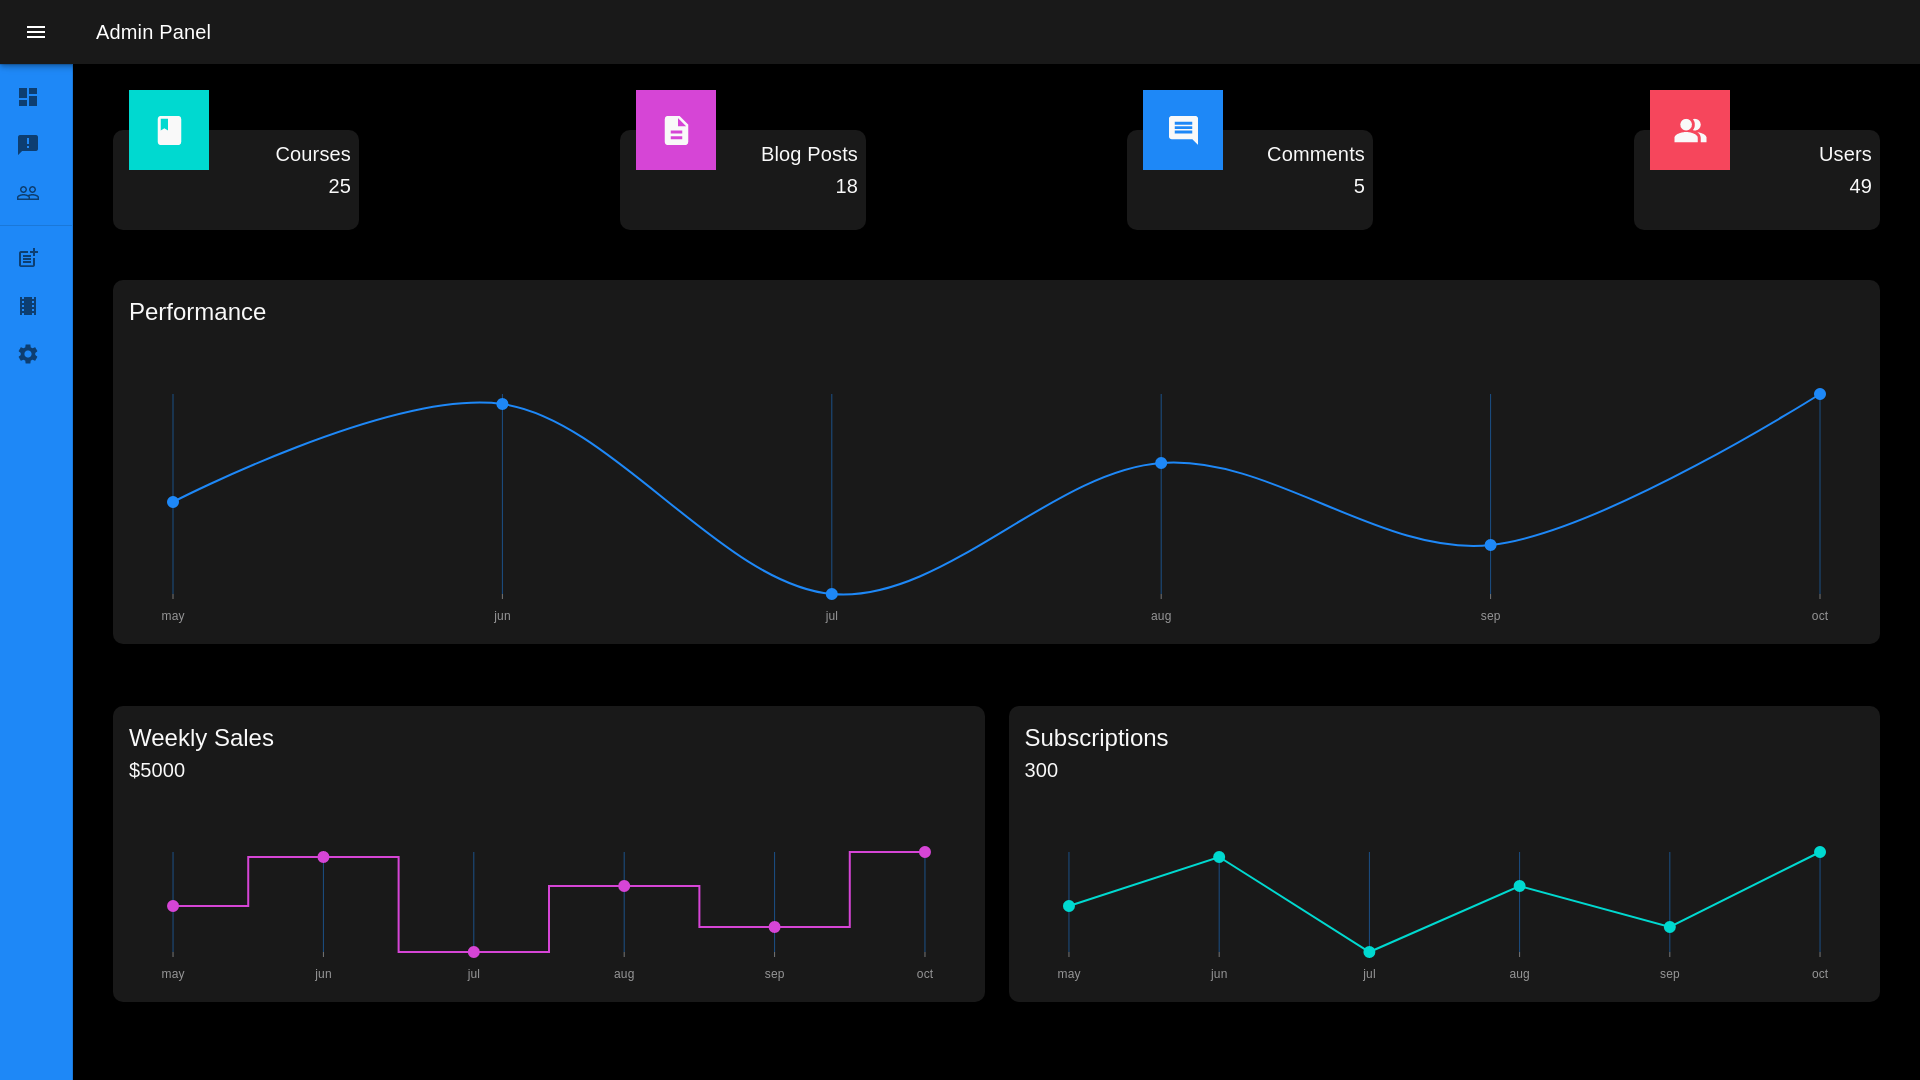 Admin Panel
Courses
25
Blog Posts
18
Comments
5
Users
49
Performance
may jun jul aug sep oct
Weekly Sales
$5000
may jun jul aug sep oct
Subscriptions
300
may jun jul aug sep oct